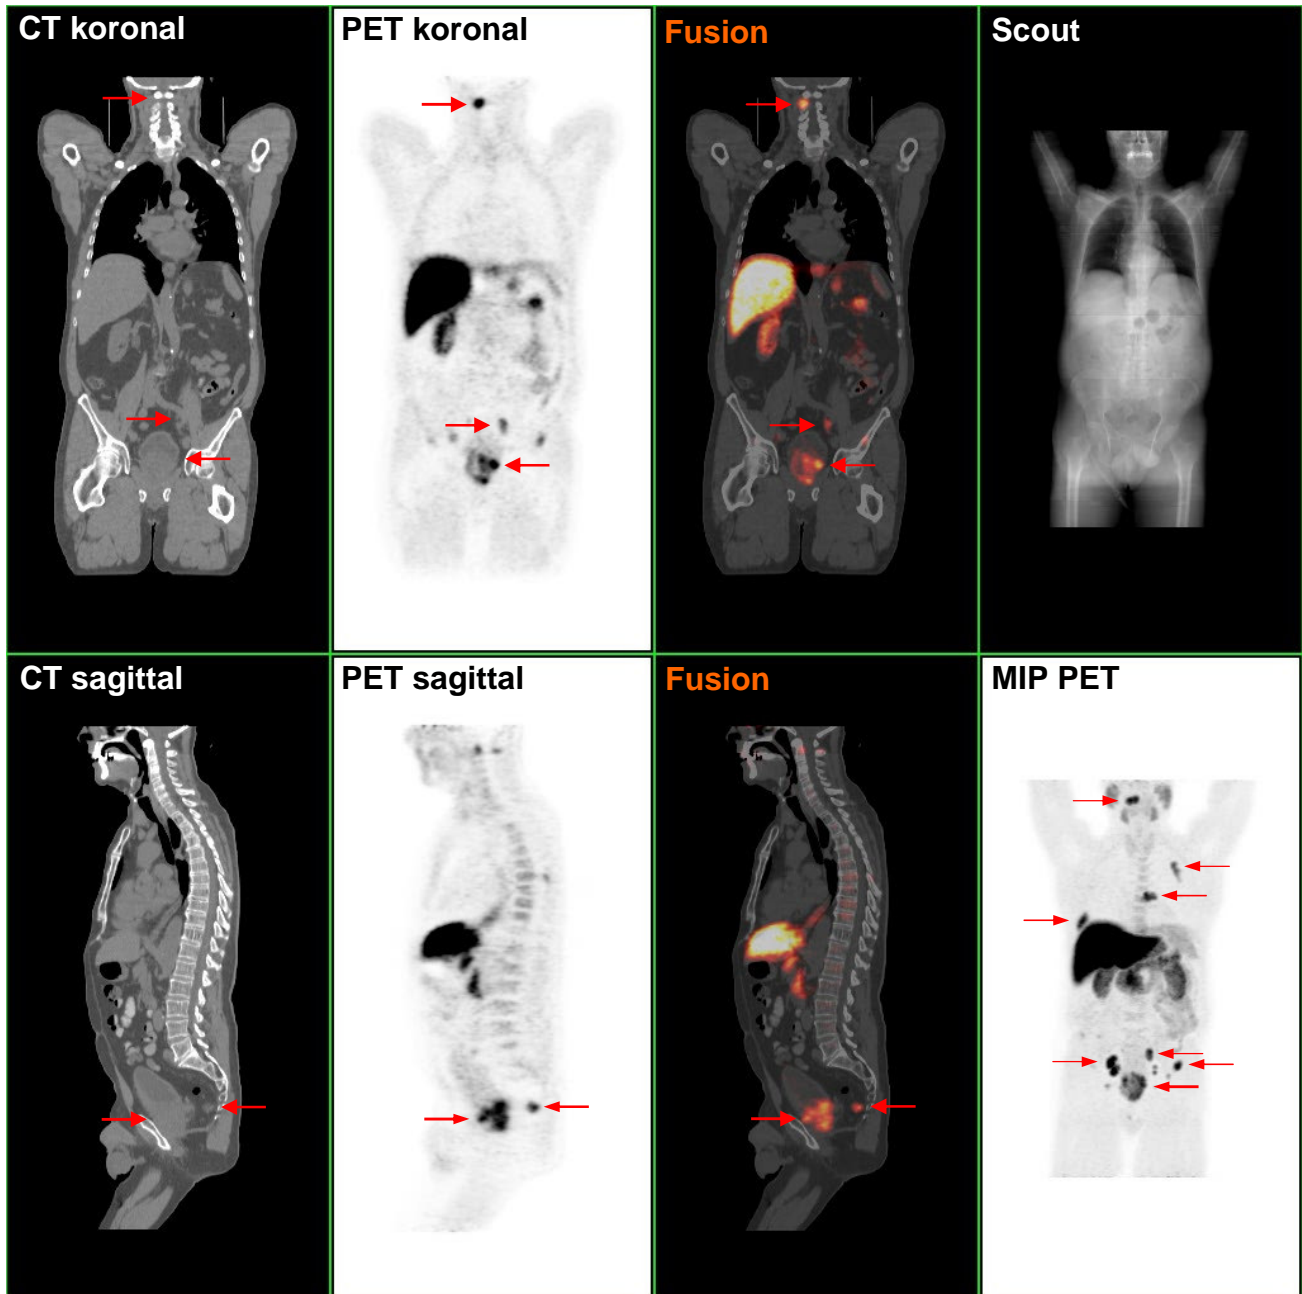 CT koronal
PET koronal
Fusion
Scout
CT sagittal
PET sagittal
Fusion
MIP PET